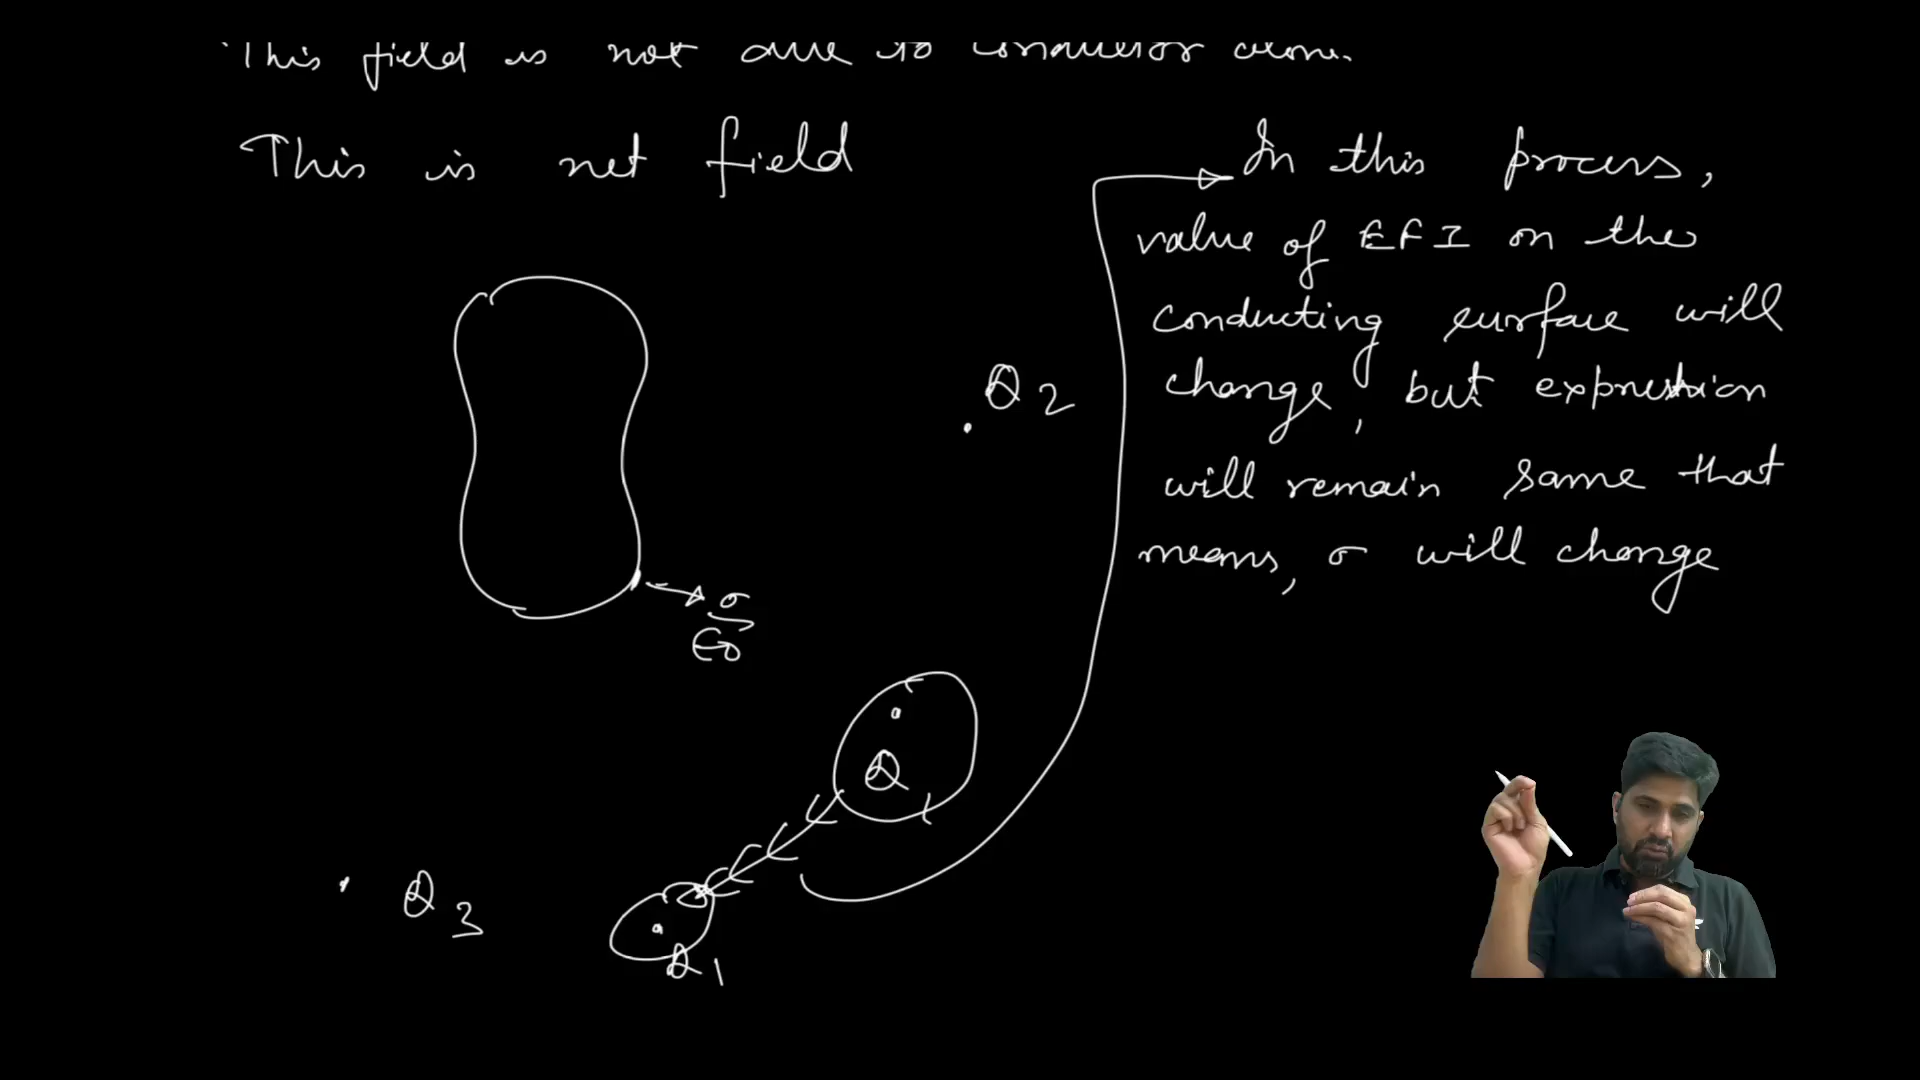 This field is not due to conductor alone.
This is net field
In this process,
value of EFI on the
conducting surface will
change, but expression
will remain same that
means, σ will change
Q2
σ
ϵ0
Q
Q3
Q1